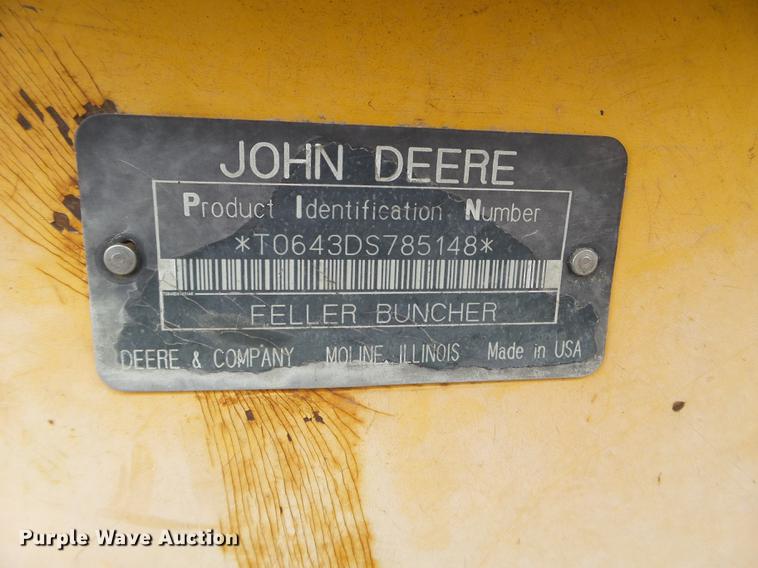 JOHN DEERE
Product Identification Number
*T0643DS785148*
FELLER BUNCHER
DEERE & COMPANY MOLINE, ILLINOIS Made in USA
Purple Wave Auction